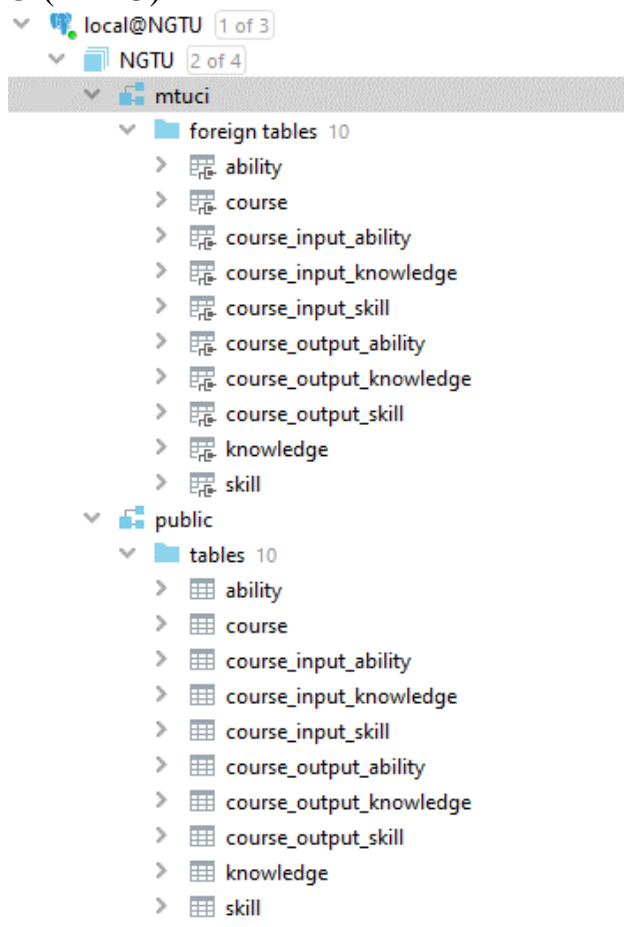 local@NGTU 1 of 3
NGTU 2 of 4
mtuci
foreign tables 10
ability
course
course_input_ability
course_input_knowledge
course_input_skill
course_output_ability
course_output_knowledge
course_output_skill
knowledge
skill
public
tables 10
ability
course
course_input_ability
course_input_knowledge
course_input_skill
course_output_ability
course_output_knowledge
course_output_skill
knowledge
skill